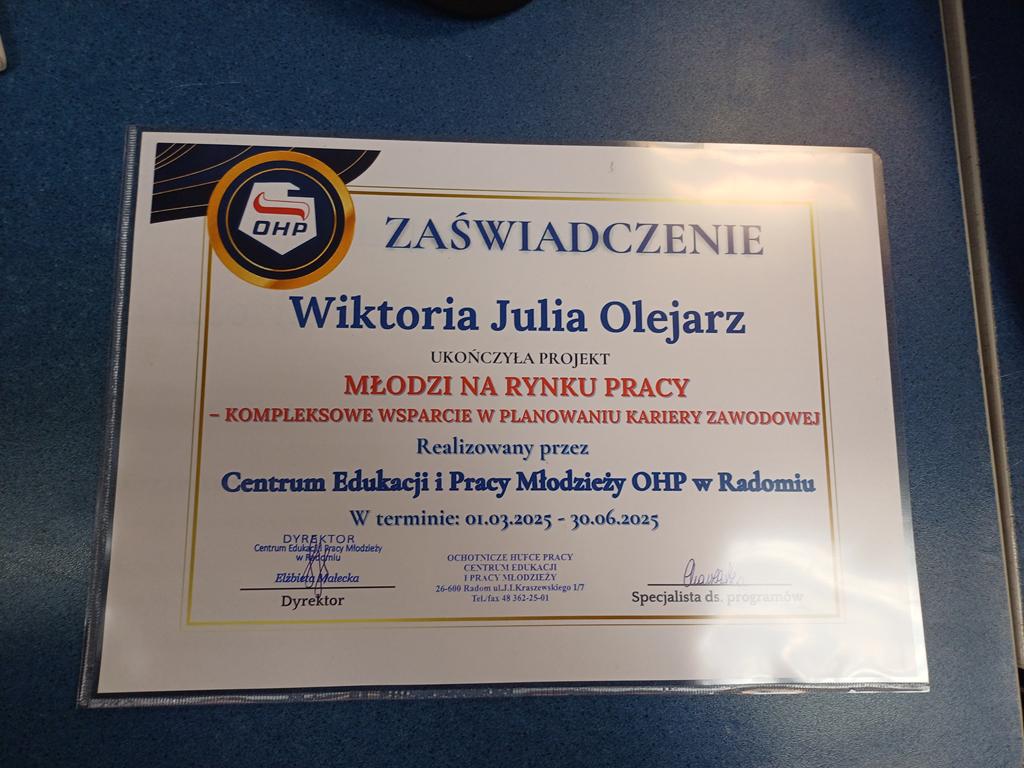 OHP
ZAŚWIADCZENIE
Wiktoria Julia Olejarz
UKOŃCZYŁA PROJEKT
MŁODZI NA RYNKU PRACY
– KOMPLEKSOWE WSPARCIE W PLANOWANIU KARIERY ZAWODOWEJ
Realizowany przez
Centrum Edukacji i Pracy Młodzieży OHP w Radomiu
W terminie: 01.03.2025 - 30.06.2025
DYREKTOR
Centrum Edukacji i Pracy Młodzieży
w Radomiu
Elżbieta Małecka
Dyrektor
OCHOTNICZE HUFCE PRACY
CENTRUM EDUKACJI
I PRACY MŁODZIEŻY
26-600 Radom ul.J.I.Kraszewskiego 1/7
Tel./fax 48 362-25-01
Specjalista ds. programów